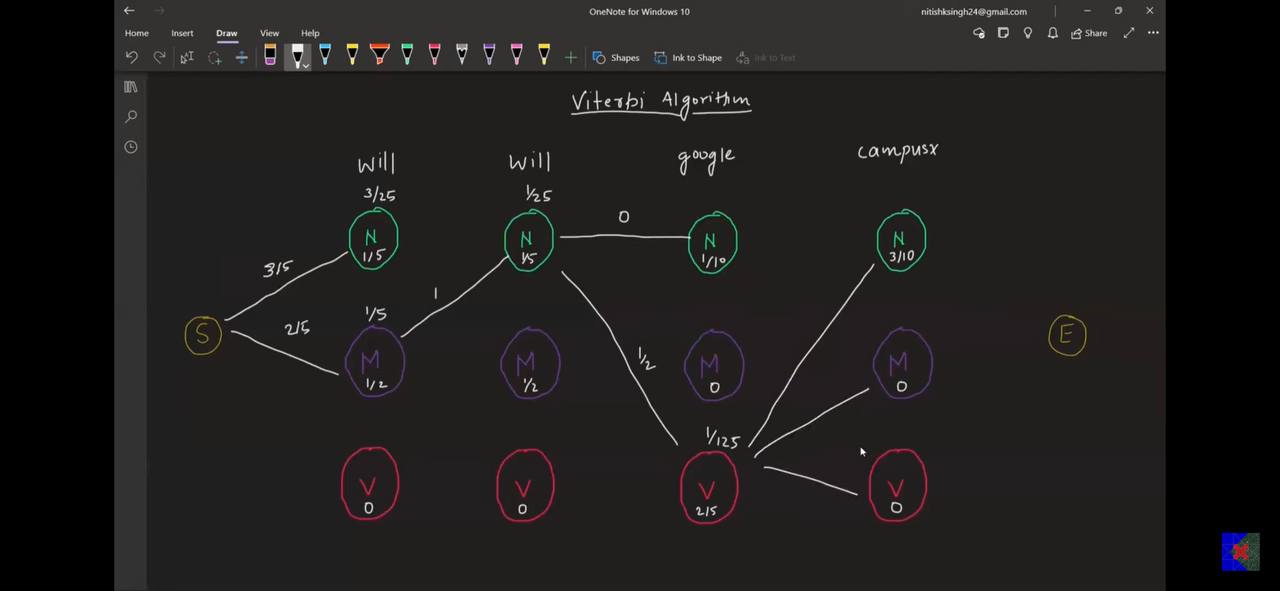 OneNote for Windows 10
nitishksingh24@gmail.com
Home Insert Draw View Help
Share
Shapes
Ink to Shape
Ink to Text
Viterbi Algorithm
will will google campusx
3/25 1/25
0
N N N N
1/5 1/5 1/10 3/10
3/5
1
1/5
2/5
S
E
1/2
M M M M
1/2 1/2 0 0
1/125
V V V V
0 0 2/5 0